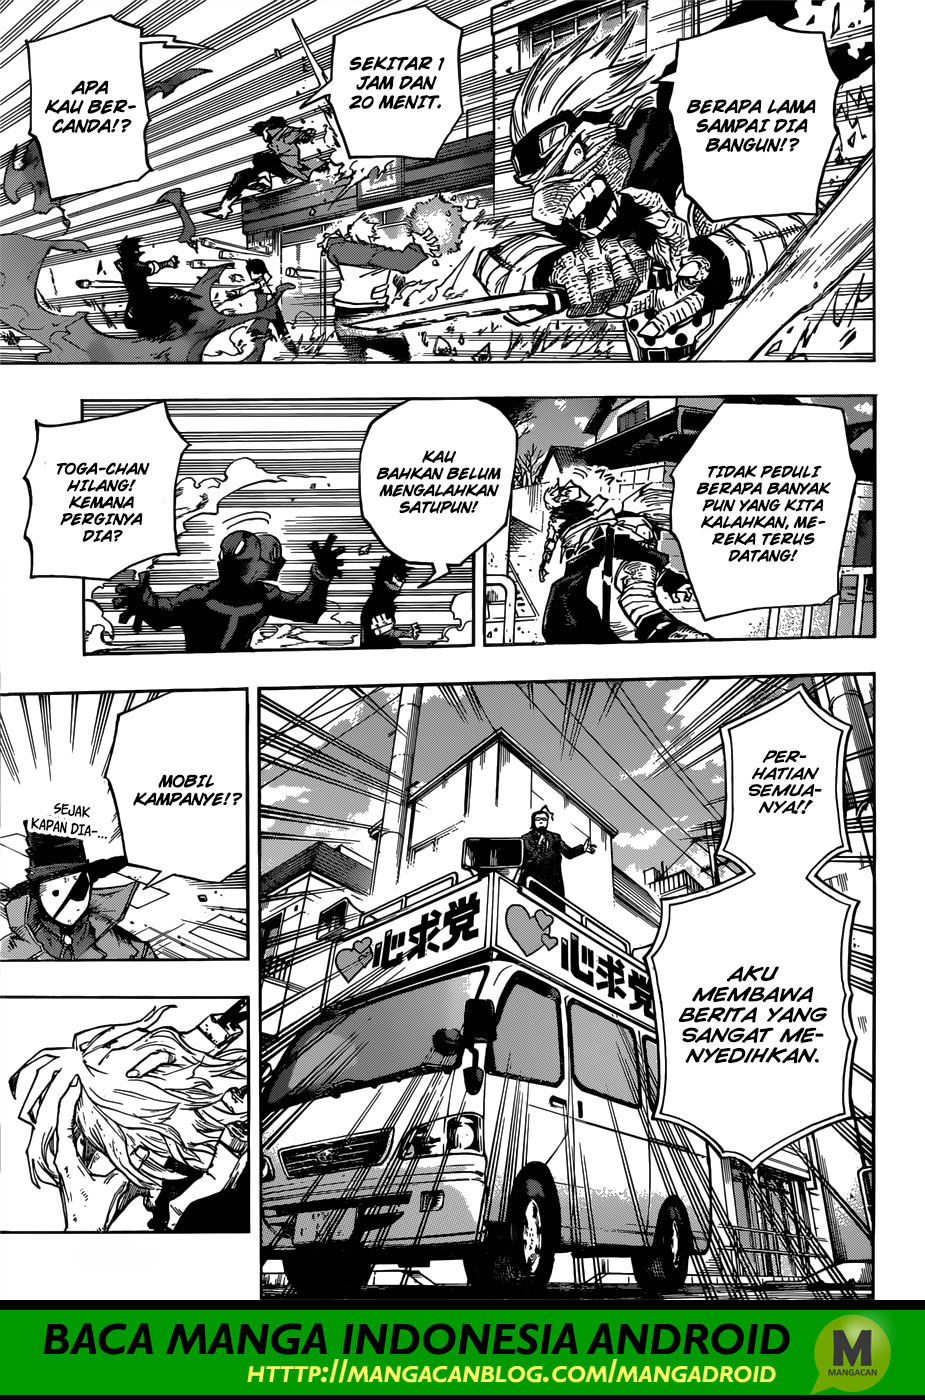 BERAPA LAMA
SAMPAI DIA
BANGUN!?
SEKITAR 1
JAM DAN
20 MENIT.
APA
KAU BER-
CANDA!?
TIDAK PEDULI
BERAPA BANYAK
PUN YANG KITA
KALAHKAN, ME-
REKA TERUS
DATANG!
KAU
BAHKAN BELUM
MENGALAHKAN
SATUPUN!
TOGA-CHAN
HILANG!
KEMANA
PERGINYA
DIA?
PER-
HATIAN
SEMUA-
NYA!!
AKU
MEMBAWA
BERITA YANG
SANGAT ME-
NYEDIHKAN.
心求党
心求党
MOBIL
KAMPANYE!?
SEJAK
KAPAN DIA-...
BACA MANGA INDONESIA ANDROID
HTTTP://MANGACANBLOG.COM/MANGADROID
M
MANGACAN